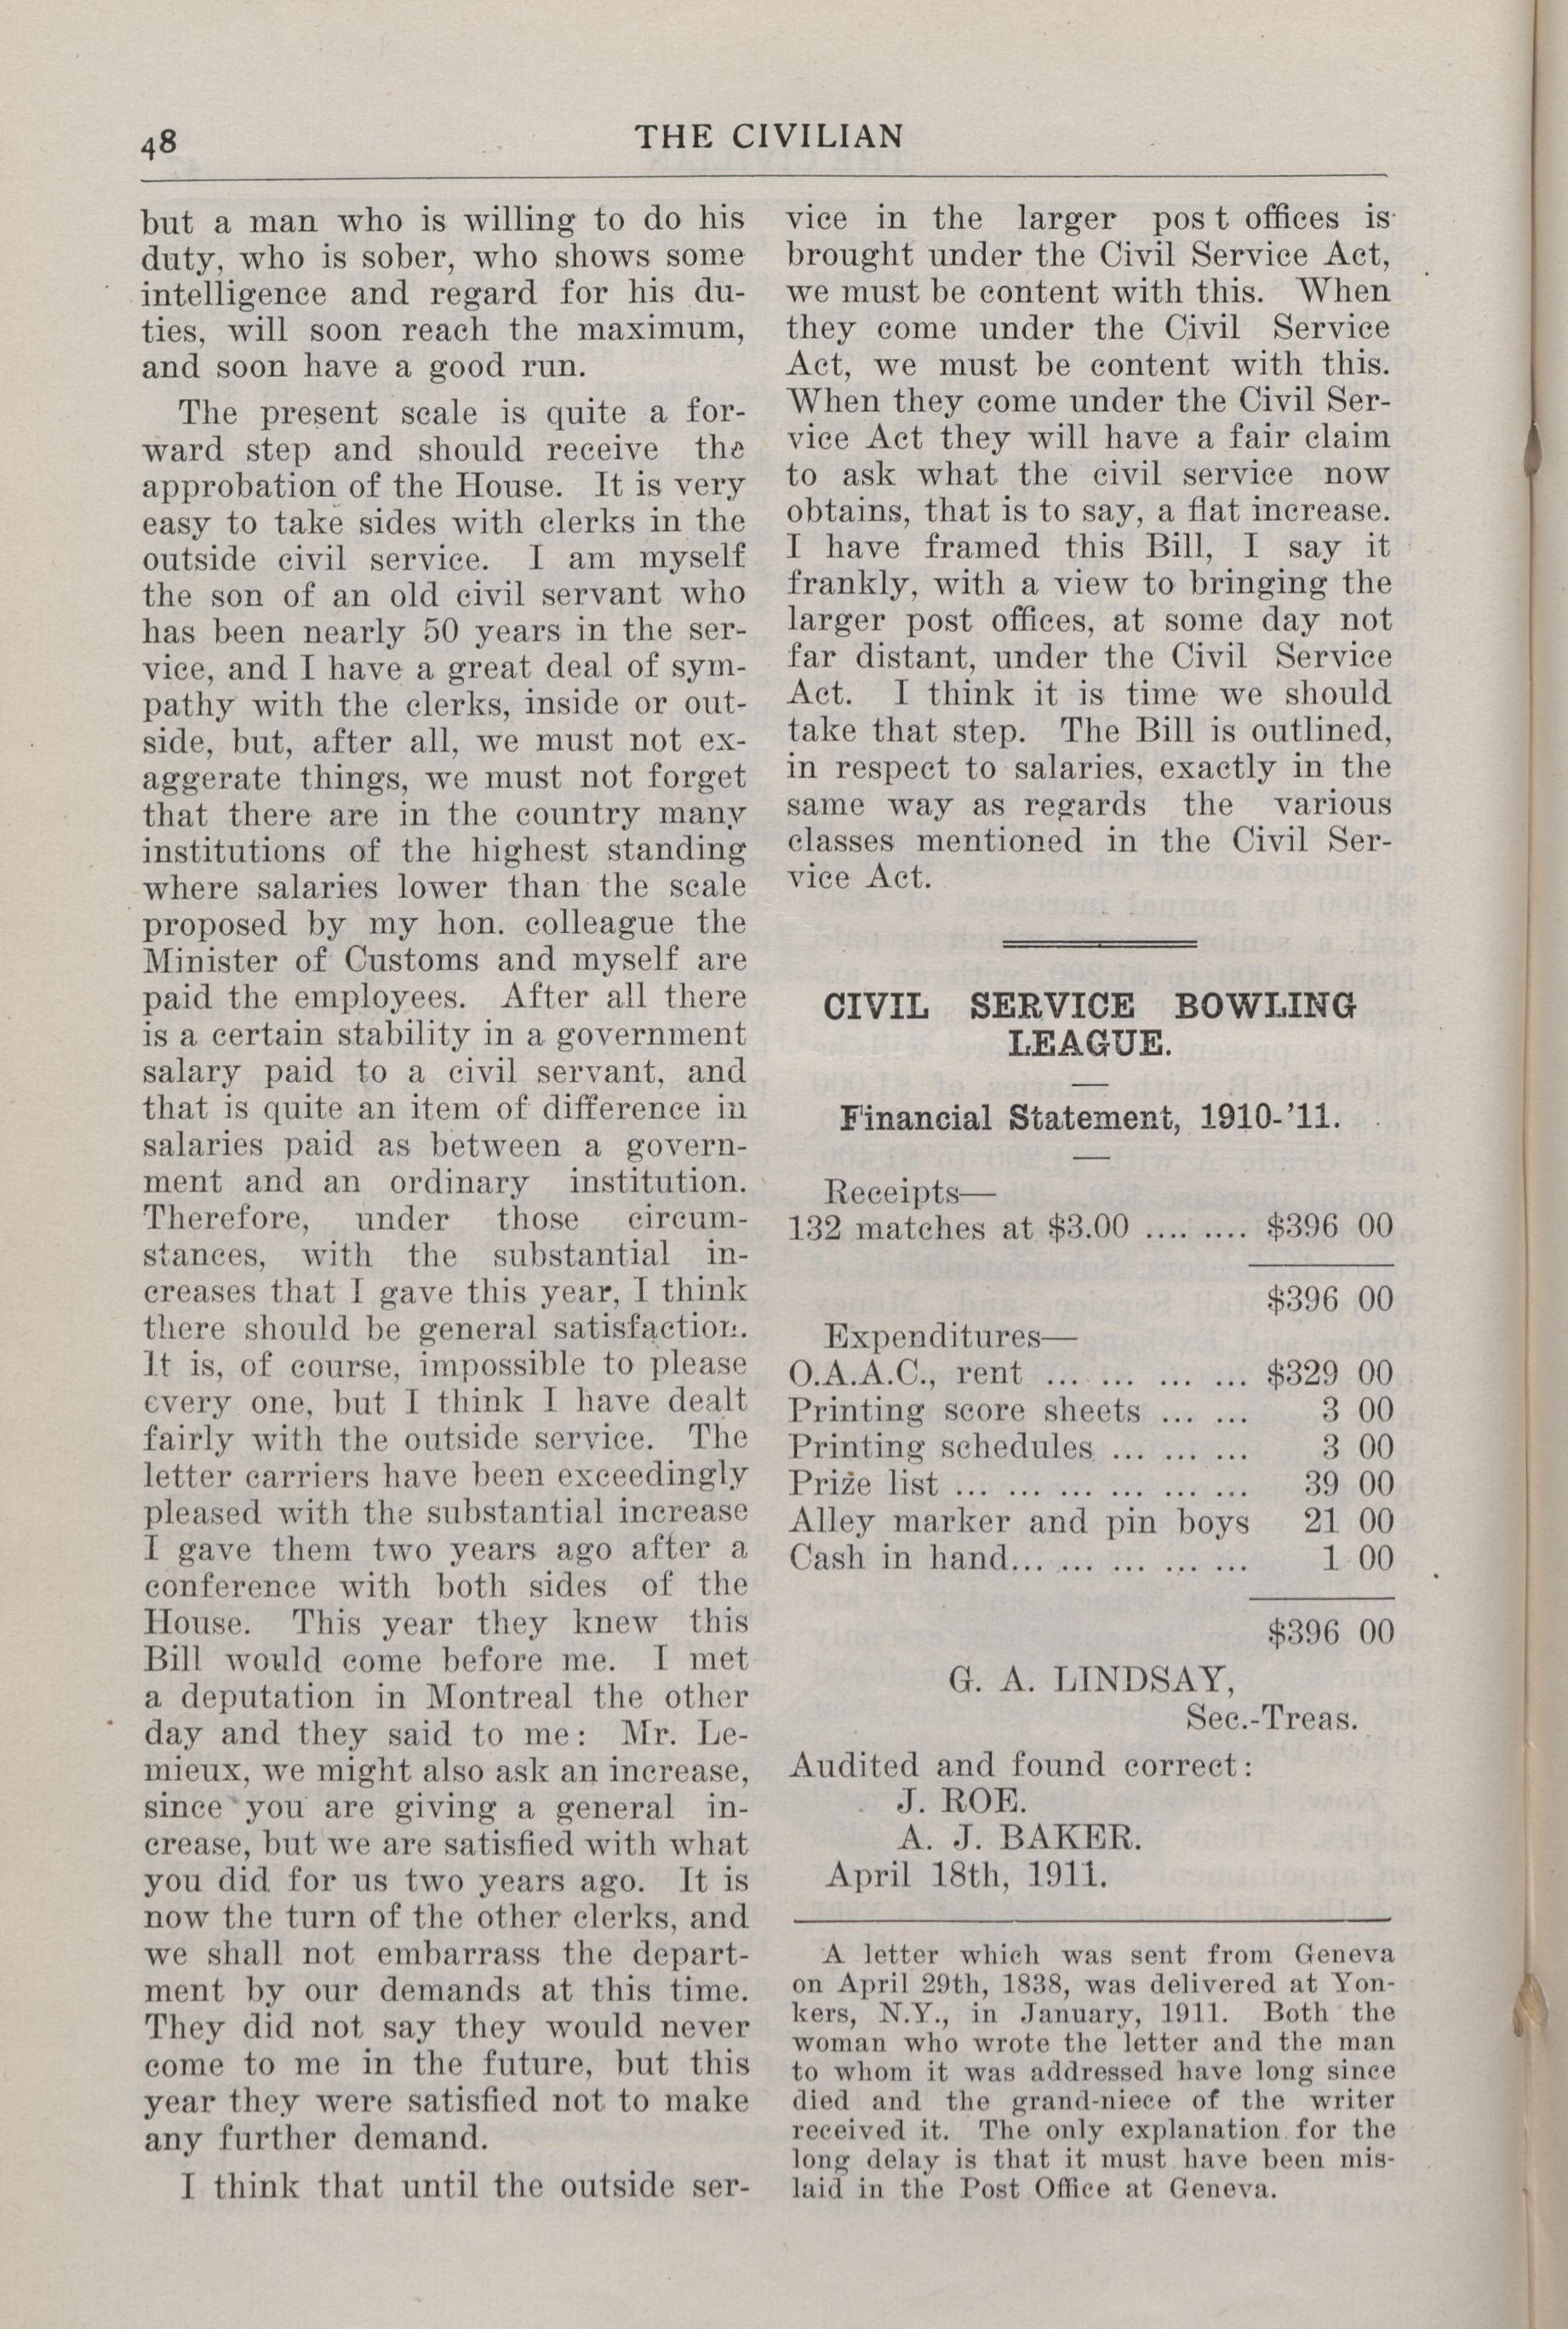 48
THE CIVILIAN
but a man who is willing to do his
duty, who is sober, who shows some
intelligence and regard for his du-
ties, will soon reach the maximum,
and soon have a good run.
The present scale is quite a for-
ward step and should receive the
approbation of the House. It is very
easy to take sides with clerks in the
outside civil service. I am myself
the son of an old civil servant who
has been nearly 50 years in the ser-
vice, and I have a great deal of sym-
pathy with the clerks, inside or out-
side, but, after all, we must not ex-
aggerate things, we must not forget
that there are in the country many
institutions of the highest standing
where salaries lower than the scale
proposed by my hon. colleague the
Minister of Customs and myself are
paid the employees. After all there
is a certain stability in a government
salary paid to a civil servant, and
that is quite an item of difference in
salaries paid as between a govern-
ment and an ordinary institution.
Therefore, under those circum-
stances, with the substantial in-
creases that I gave this year, I think
there should be general satisfaction.
It is, of course, impossible to please
every one, but I think I have dealt
fairly with the outside service. The
letter carriers have been exceedingly
pleased with the substantial increase
I gave them two years ago after a
conference with both sides of the
House. This year they knew this
Bill would come before me. I met
a deputation in Montreal the other
day and they said to me: Mr. Le-
mieux, we might also ask an increase,
since you are giving a general in-
crease, but we are satisfied with what
you did for us two years ago. It is
now the turn of the other clerks, and
we shall not embarrass the depart-
ment by our demands at this time.
They did not say they would never
come to me in the future, but this
year they were satisfied not to make
any further demand.
I think that until the outside ser-
vice in the larger pos t offices is
brought under the Civil Service Act,
we must be content with this. When
they come under the Civil Service
Act, we must be content with this.
When they come under the Civil Ser-
vice Act they will have a fair claim
to ask what the civil service now
obtains, that is to say, a flat increase.
I have framed this Bill, I say it
frankly, with a view to bringing the
larger post offices, at some day not
far distant, under the Civil Service
Act. I think it is time we should
take that step. The Bill is outlined,
in respect to salaries, exactly in the
same way as regards the various
classes mentioned in the Civil Ser-
vice Act.
CIVIL SERVICE BOWLING
LEAGUE.
Financial Statement, 1910-'11.
Receipts—
132 matches at $3.00 .... .... $396 00
$396 00
Expenditures—
O.A.A.C., rent ... ... ... ... $329 00
Printing score sheets ... ... 3 00
Printing schedules ... ... ... 3 00
Prize list ... ... ... ... ... ... 39 00
Alley marker and pin boys 21 00
Cash in hand... ... ... ... ... 1 00
$396 00
G. A. LINDSAY,
Sec.-Treas.
Audited and found correct:
J. ROE.
A. J. BAKER.
April 18th, 1911.
A letter which was sent from Geneva
on April 29th, 1838, was delivered at Yon-
kers, N.Y., in January, 1911. Both the
woman who wrote the letter and the man
to whom it was addressed have long since
died and the grand-niece of the writer
received it. The only explanation for the
long delay is that it must have been mis-
laid in the Post Office at Geneva.